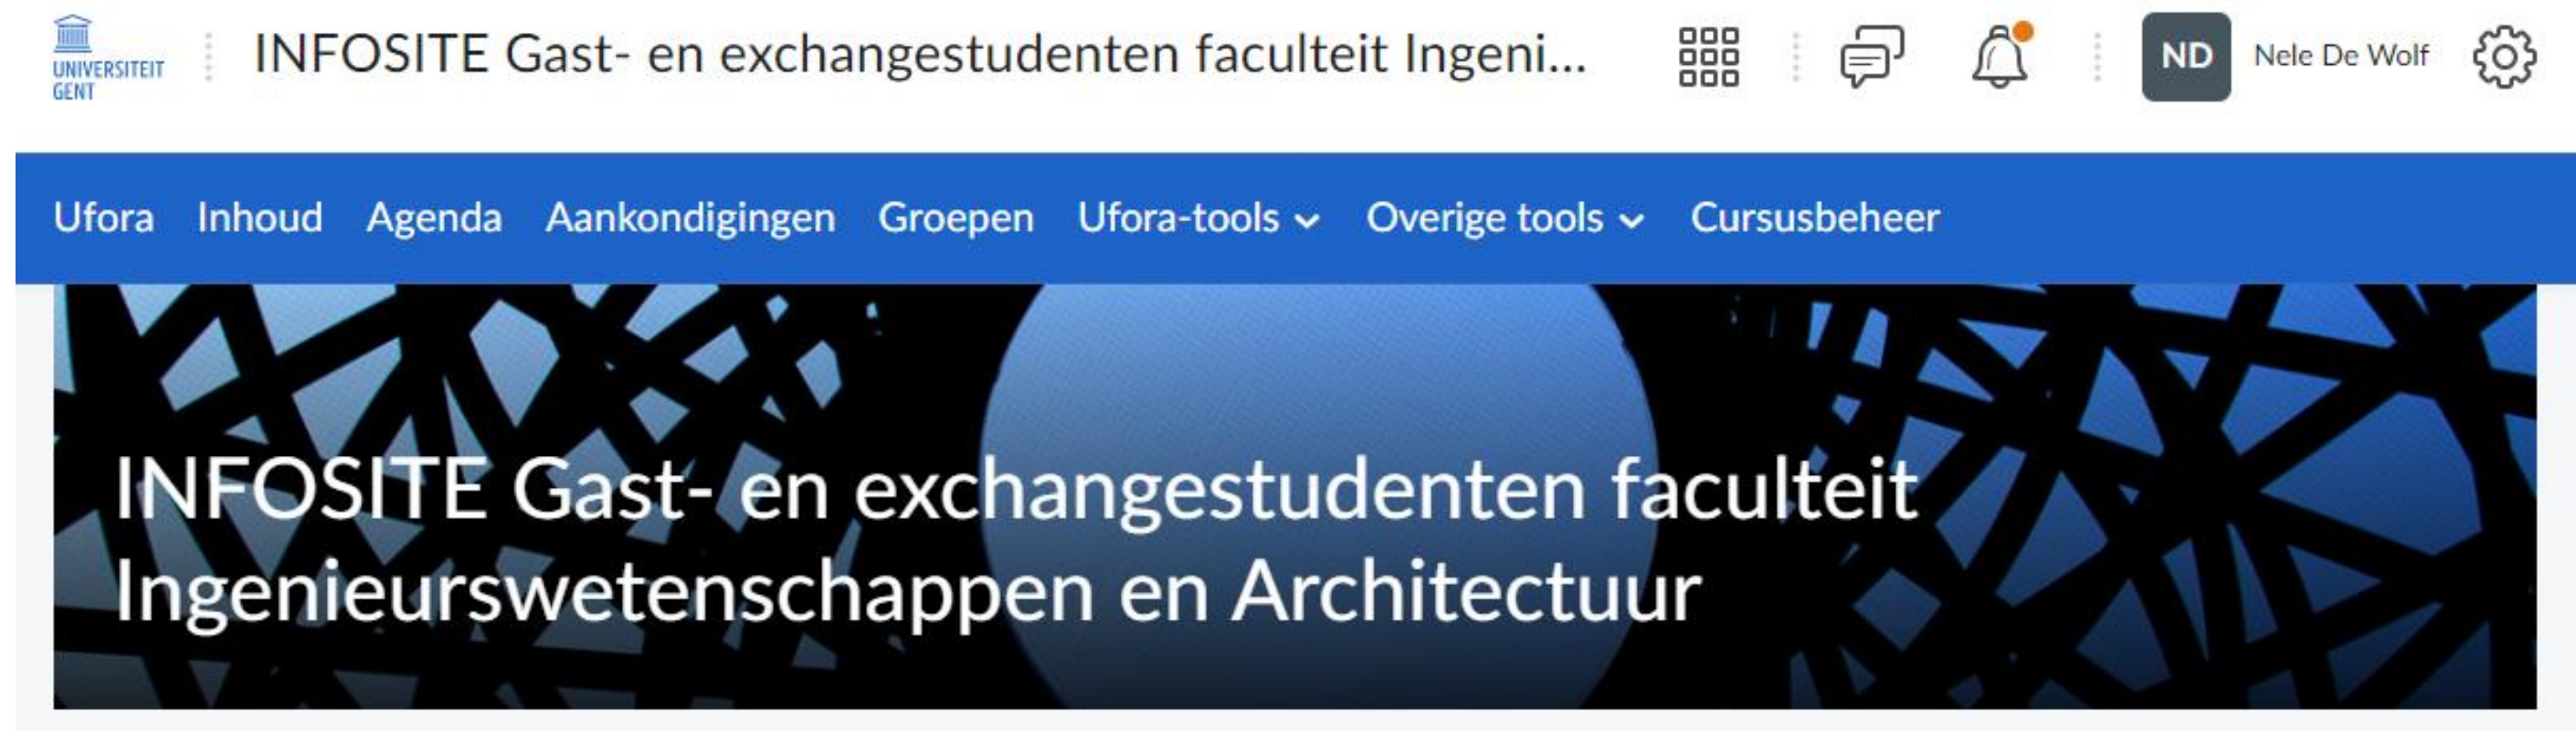 UNIVERSITEIT
GENT
INFOSITE Gast- en exchangestudenten faculteit Ingeni...
ND
Nele De Wolf
Ufora Inhoud Agenda Aankondigingen Groepen Ufora-tools Overige tools Cursusbeheer
INFOSITE Gast- en exchangestudenten faculteit
Ingenieurswetenschappen en Architectuur